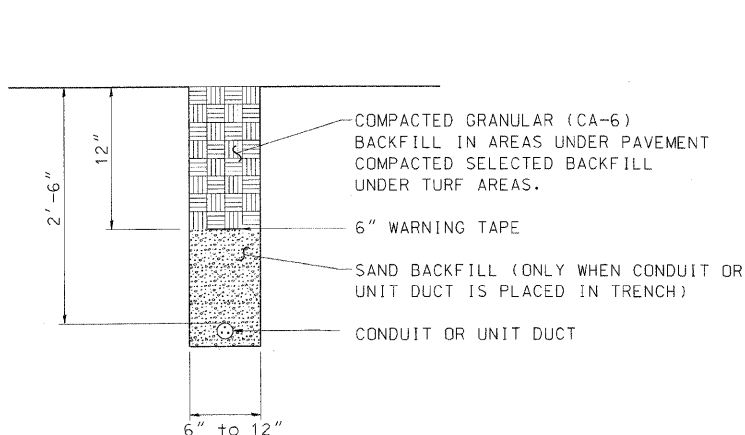 COMPACTED GRANULAR (CA-6)
BACKFILL IN AREAS UNDER PAVEMENT
COMPACTED SELECTED BACKFILL
UNDER TURF AREAS.
12"
2'-6"
6" WARNING TAPE
SAND BACKFILL (ONLY WHEN CONDUIT OR
UNIT DUCT IS PLACED IN TRENCH)
CONDUIT OR UNIT DUCT
6" to 12"